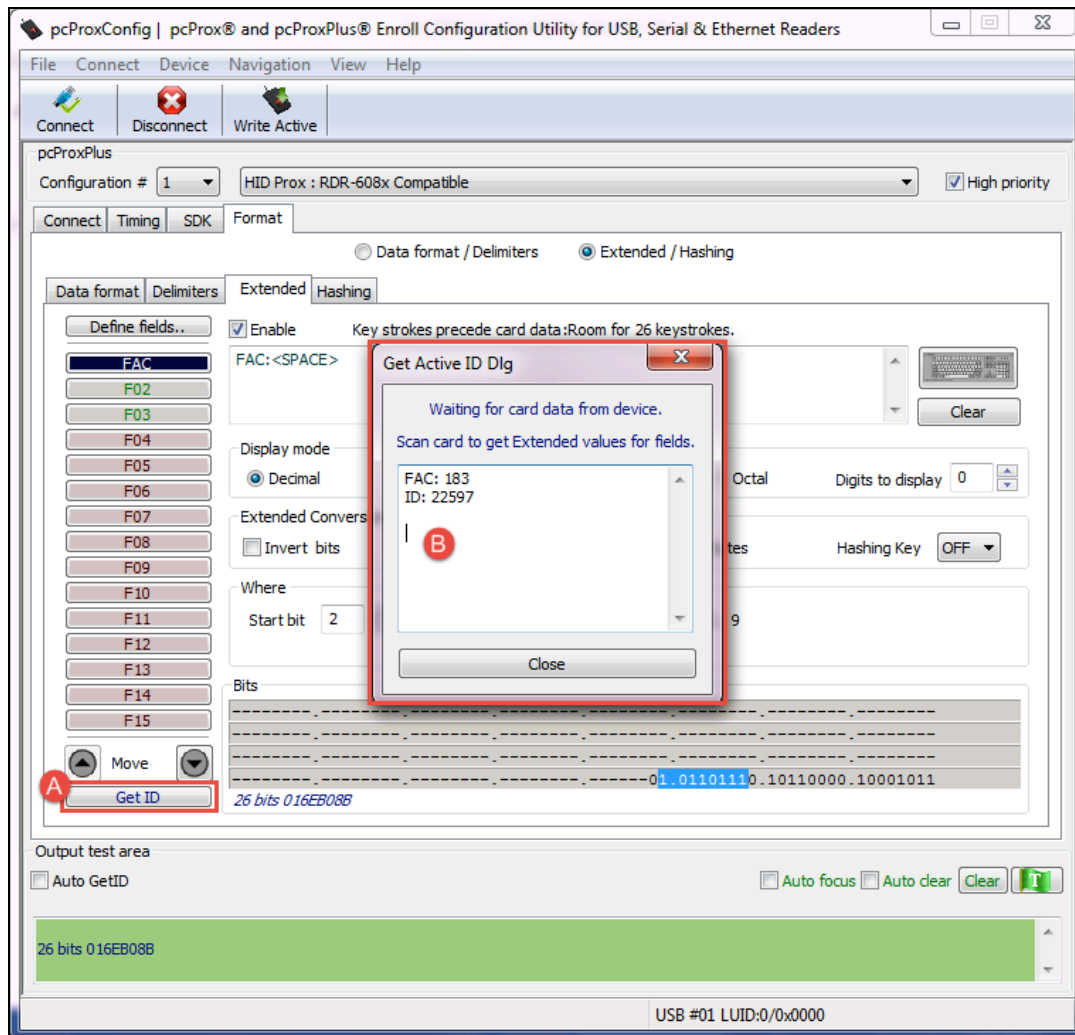 pcProxConfig | pcProx® and pcProxPlus® Enroll Configuration Utility for USB, Serial & Ethernet Readers
File Connect Device Navigation View Help
Connect Disconnect Write Active
pcProxPlus
Configuration # 1 HID Prox : RDR-608x Compatible High priority
Connect Timing SDK Format
Data format / Delimiters Extended / Hashing
Data format Delimiters Extended Hashing
Define fields.. Enable Key strokes precede card data:Room for 26 keystrokes.
FAC
F02
F03
F04
F05
F06
F07
F08
F09
F10
F11
F12
F13
F14
F15
Move
A
Get ID
FAC:<SPACE>
Clear
Display mode
Decimal Octal Digits to display 0
Extended Convers
Invert bits tes Hashing Key OFF
Where
Start bit 2 9
Get Active ID Dlg
Waiting for card data from device.
Scan card to get Extended values for fields.
FAC: 183
ID: 22597
B
Close
Bits
--------.--------.--------.--------.--------.--------.--------.--------
--------.--------.--------.--------.--------.--------.--------.--------
--------.--------.--------.--------.--------.--------.--------.--------
--------.--------.--------.--------.------01.01101110.10110000.10001011
26 bits 016EB08B
Output test area
Auto GetID Auto focus Auto clear Clear T
26 bits 016EB08B
USB #01 LUID:0/0x0000